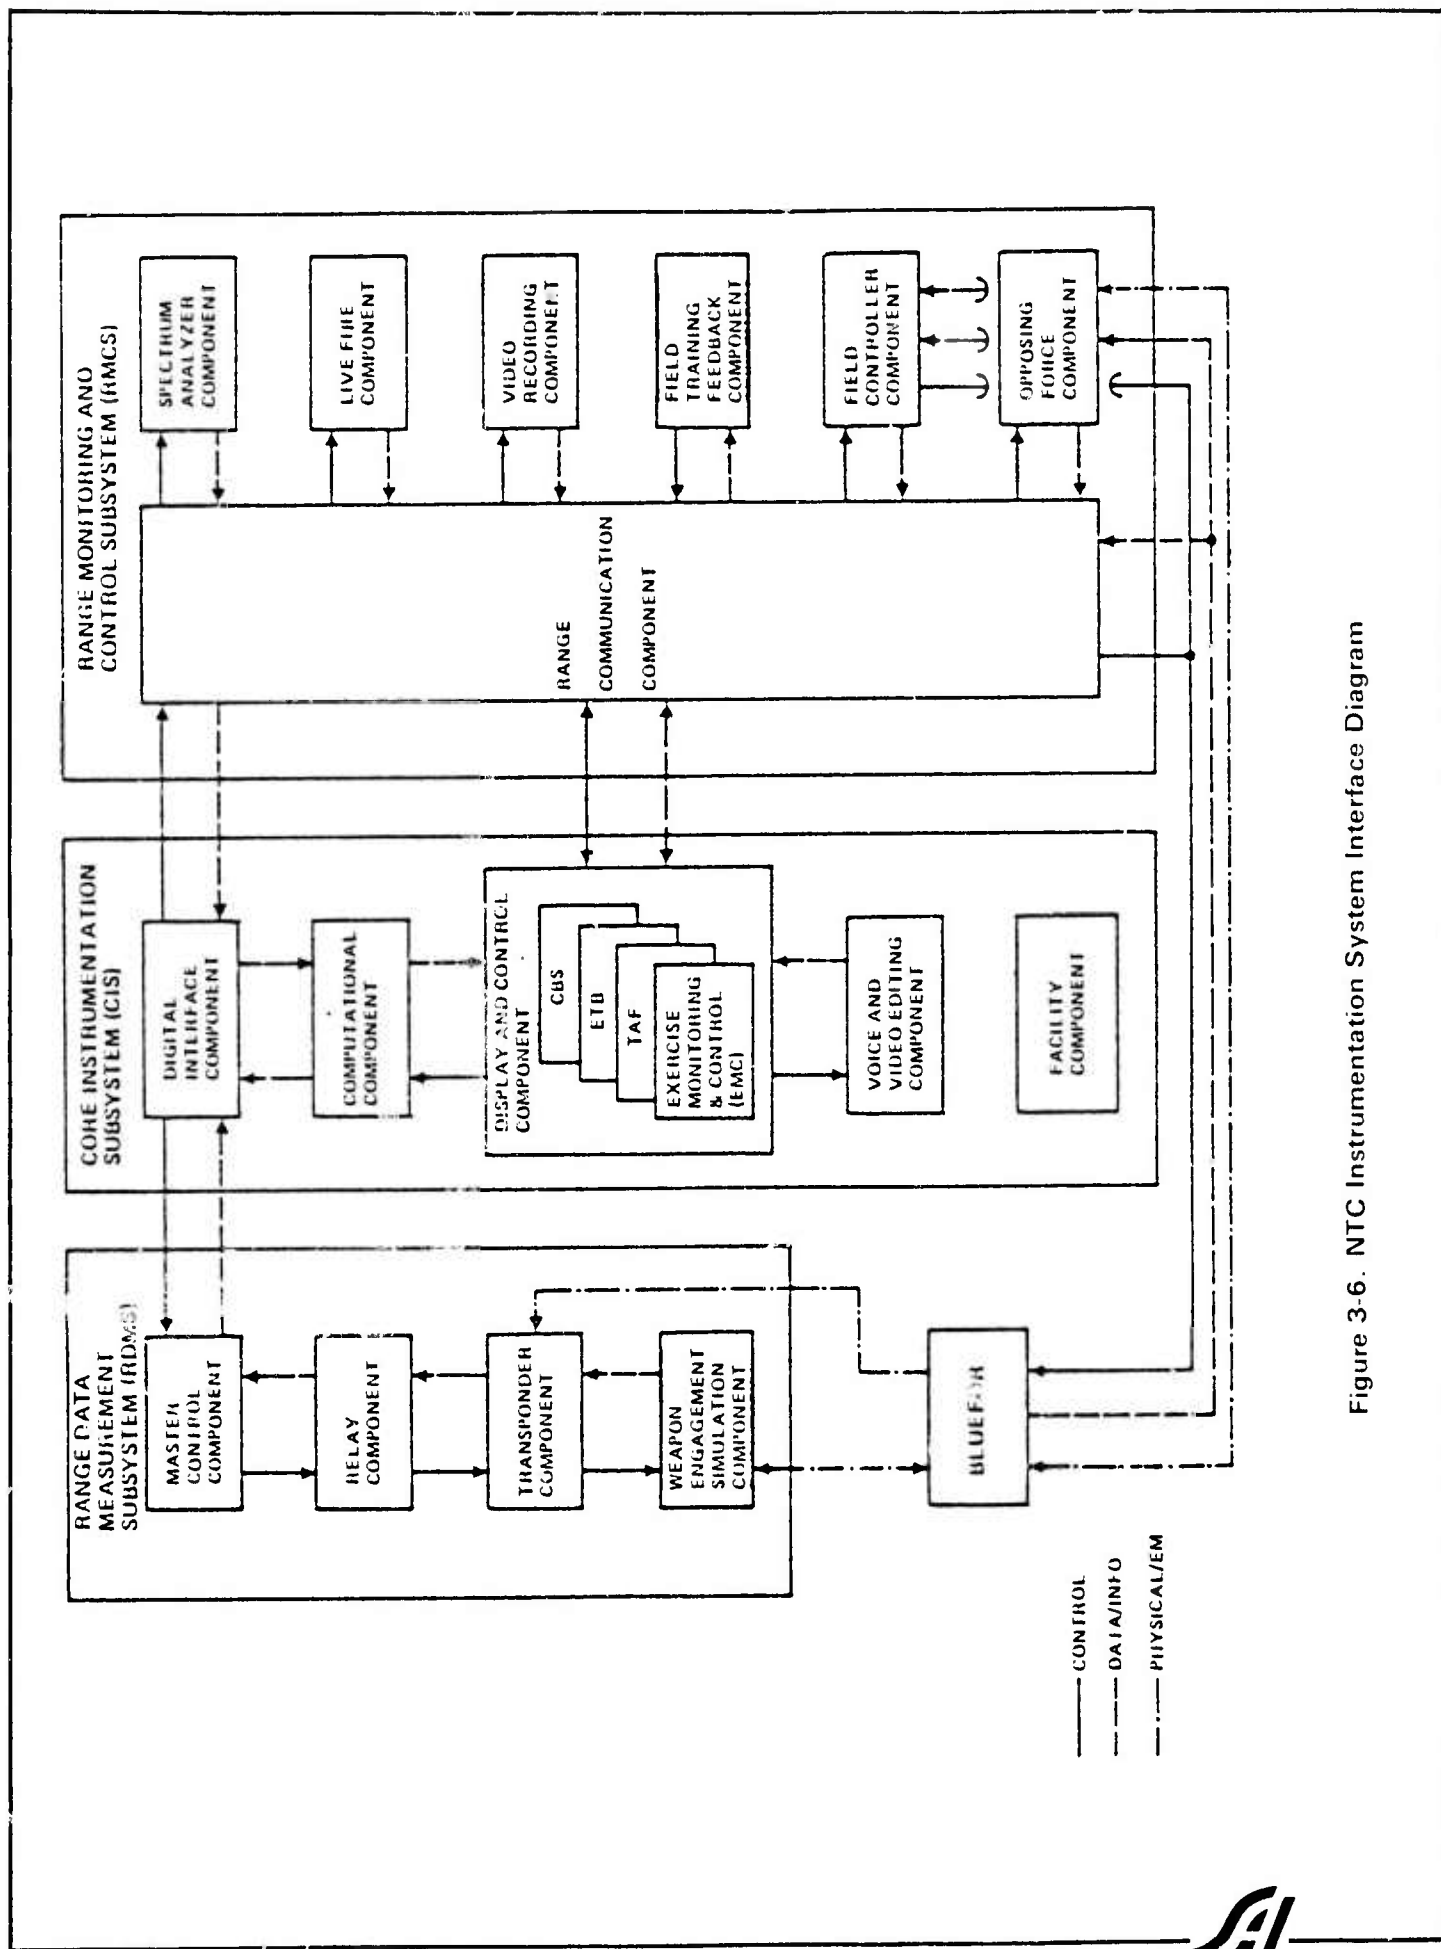 RANGE DATA
MEASUREMENT
SUBSYSTEM (RDMS)
MASTER
CONTROL
COMPONENT
RELAY
COMPONENT
TRANSPONDER
COMPONENT
WEAPON
ENGAGEMENT
SIMULATION
COMPONENT
BLUEFOR
CONTROL
DATA/INFO
PHYSICAL/EM
CORE INSTRUMENTATION
SUBSYSTEM (CIS)
DIGITAL
INTERFACE
COMPONENT
COMPUTATIONAL
COMPONENT
DISPLAY AND CONTROL
COMPONENT
CBS
ETB
TAF
EXERCISE
MONITORING
& CONTROL
(EMC)
VOICE AND
VIDEO EDITING
COMPONENT
FACILITY
COMPONENT
RANGE MONITORING AND
CONTROL SUBSYSTEM (RMCS)
RANGE
COMMUNICATION
COMPONENT
SPECTRUM
ANALYZER
COMPONENT
LIVE FIRE
COMPONENT
VIDEO
RECORDING
COMPONENT
FIELD
TRAINING
FEEDBACK
COMPONENT
FIELD
CONTROLLER
COMPONENT
OPPOSING
FORCE
COMPONENT
Figure 3-6. NTC Instrumentation System Interface Diagram